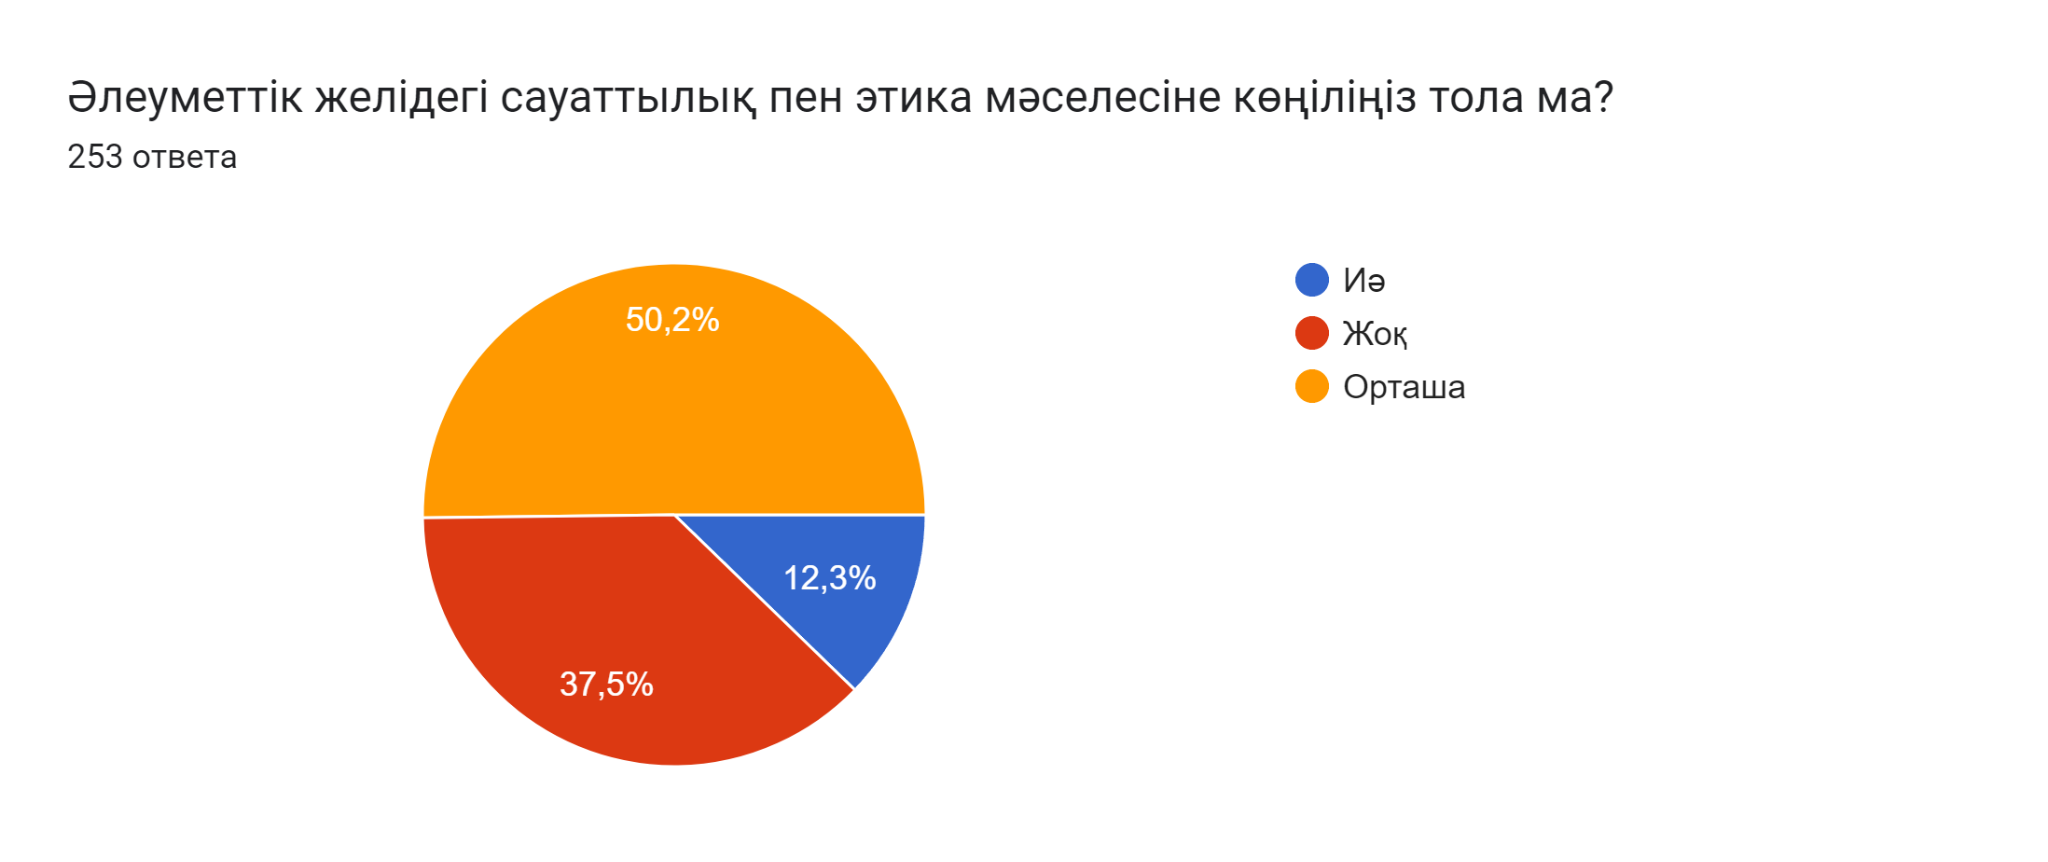 Әлеуметтік желідегі сауаттылық пен этика мәселесіне көңіліңіз тола ма?
253 ответа
50,2%
12,3%
37,5%
Иә
Жоқ
Орташа